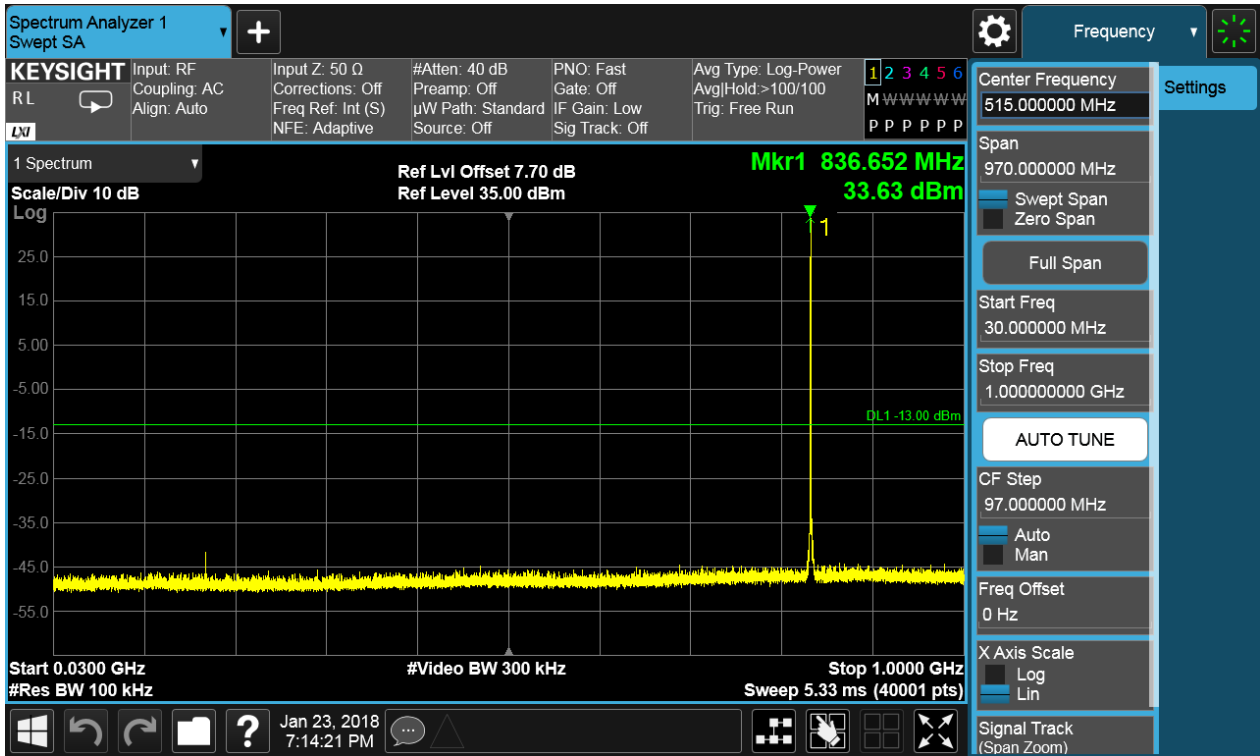 Spectrum Analyzer 1
Swept SA
Frequency
KEYSIGHT
RL
LXI
Input: RF
Coupling: AC
Align: Auto
Input Z: 50 Ω
Corrections: Off
Freq Ref: Int (S)
NFE: Adaptive
#Atten: 40 dB
Preamp: Off
µW Path: Standard
Source: Off
PNO: Fast
Gate: Off
IF Gain: Low
Sig Track: Off
Avg Type: Log-Power
Avg|Hold:>100/100
Trig: Free Run
1 2 3 4 5 6
M W W W W W
P P P P P P
1 Spectrum
Scale/Div 10 dB
Ref Lvl Offset 7.70 dB
Ref Level 35.00 dBm
Mkr1 836.652 MHz
33.63 dBm
Log
1
25.0
15.0
5.00
-5.00
DL1 -13.00 dBm
-15.0
-25.0
-35.0
-45.0
-55.0
Start 0.0300 GHz
#Video BW 300 kHz
Stop 1.0000 GHz
#Res BW 100 kHz
Sweep 5.33 ms (40001 pts)
Center Frequency
515.000000 MHz
Span
970.000000 MHz
Swept Span
Zero Span
Full Span
Start Freq
30.000000 MHz
Stop Freq
1.000000000 GHz
AUTO TUNE
CF Step
97.000000 MHz
Auto
Man
Freq Offset
0 Hz
X Axis Scale
Log
Lin
Signal Track
(Span Zoom)
Settings
?
Jan 23, 2018
7:14:21 PM